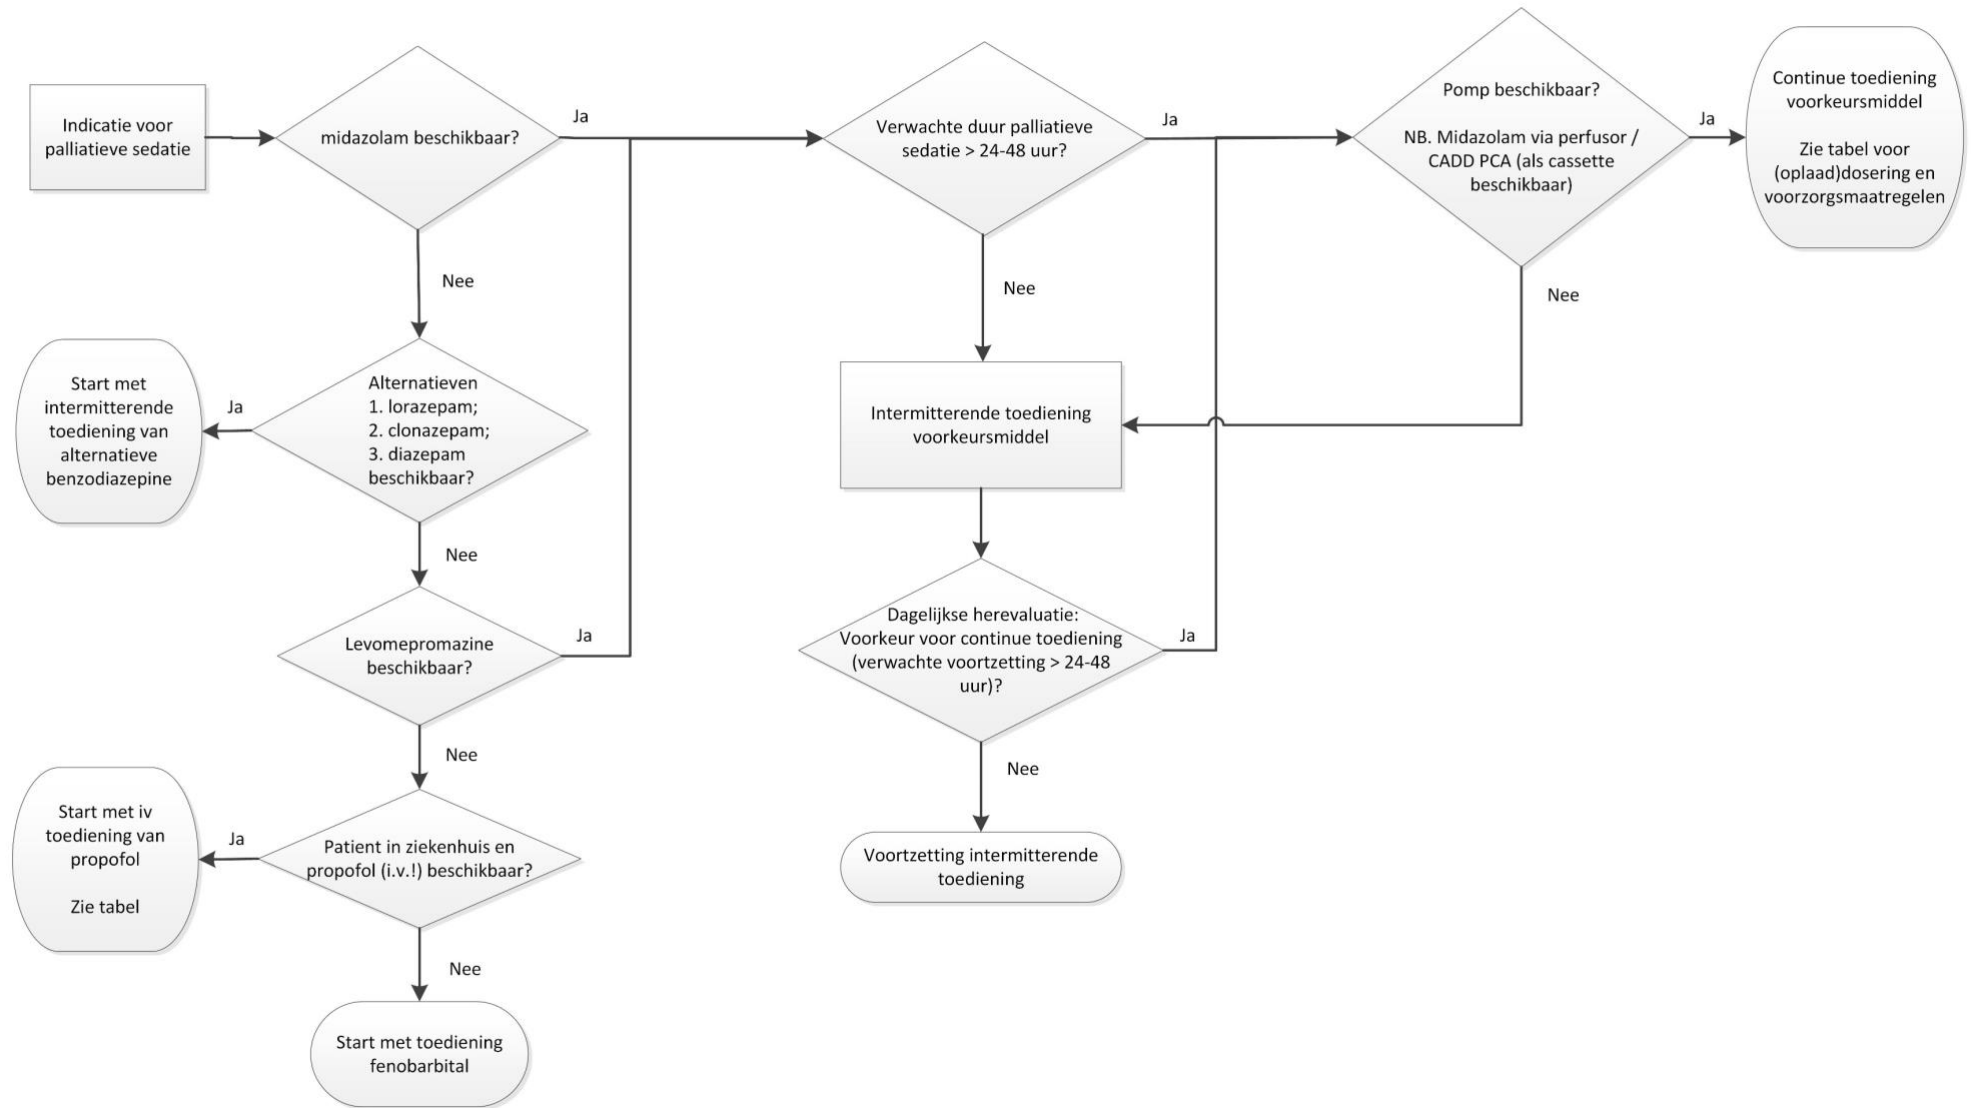 Indicatie voor
palliatieve sedatie
midazolam beschikbaar?
Ja
Nee
Verwachte duur palliatieve
sedatie > 24-48 uur?
Ja
Nee
Pomp beschikbaar?
NB. Midazolam via perfusor /
CADD PCA (als cassette
beschikbaar)
Ja
Nee
Continue toediening
voorkeursmiddel
Zie tabel voor
(oplaad)dosering en
voorzorgsmaatregelen
Start met
intermitterende
toediening van
alternatieve
benzodiazepine
Ja
Alternatieven
1. lorazepam;
2. clonazepam;
3. diazepam
beschikbaar?
Nee
Intermitterende toediening
voorkeursmiddel
Levomepromazine
beschikbaar?
Ja
Nee
Dagelijkse herevaluatie:
Voorkeur voor continue toediening
(verwachte voortzetting > 24-48
uur)?
Ja
Nee
Start met iv
toediening van
propofol
Zie tabel
Ja
Patient in ziekenhuis en
propofol (i.v.!) beschikbaar?
Nee
Voortzetting intermitterende
toediening
Start met toediening
fenobarbital